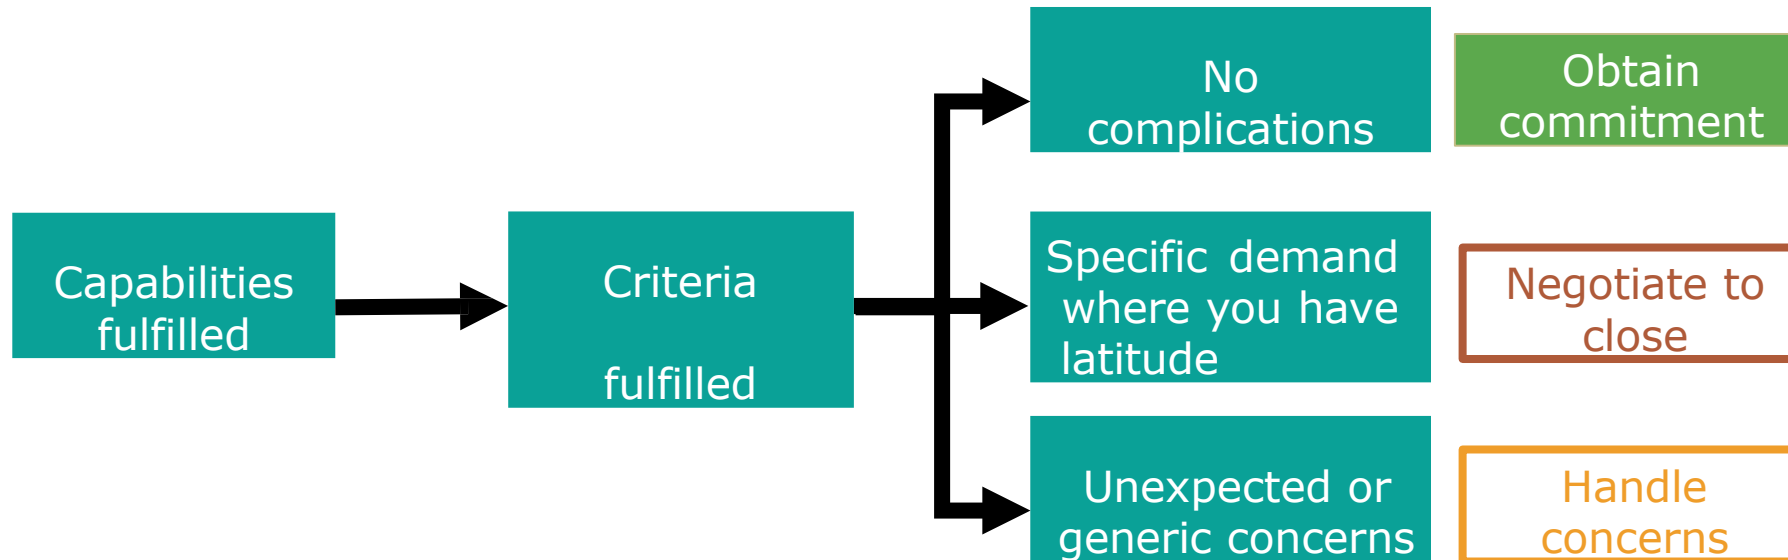 Capabilities
fulfilled
Criteria
fulfilled
No
complications
Obtain
commitment
Specific demand
where you have
latitude
Negotiate to
close
Unexpected or
generic concerns
Handle
concerns